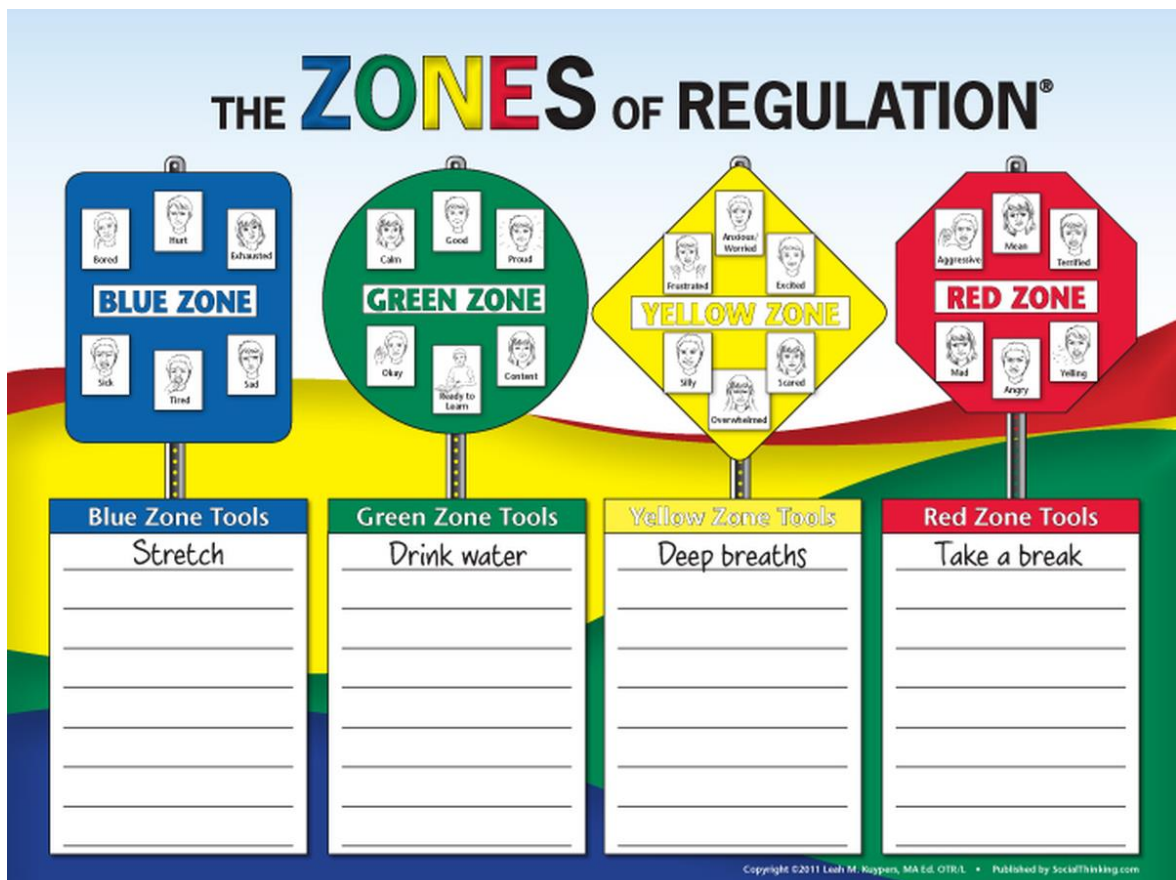 THE ZONES OF REGULATION®
Bored
Hurt
Exhausted
BLUE ZONE
Sick
Tired
Sad
Calm
Good
Proud
GREEN ZONE
Okay
Ready to
Learn
Content
Anxious/
Worried
Frustrated
Excited
YELLOW ZONE
Silly
Scared
Overwhelmed
Aggressive
Mean
Terrified
RED ZONE
Mad
Angry
Yelling
Blue Zone Tools
Stretch
Green Zone Tools
Drink water
Yellow Zone Tools
Deep breaths
Red Zone Tools
Take a break
Copyright ©2011 Leah M. Kuypers, MA Ed. OTR/L • Published by SocialThinking.com